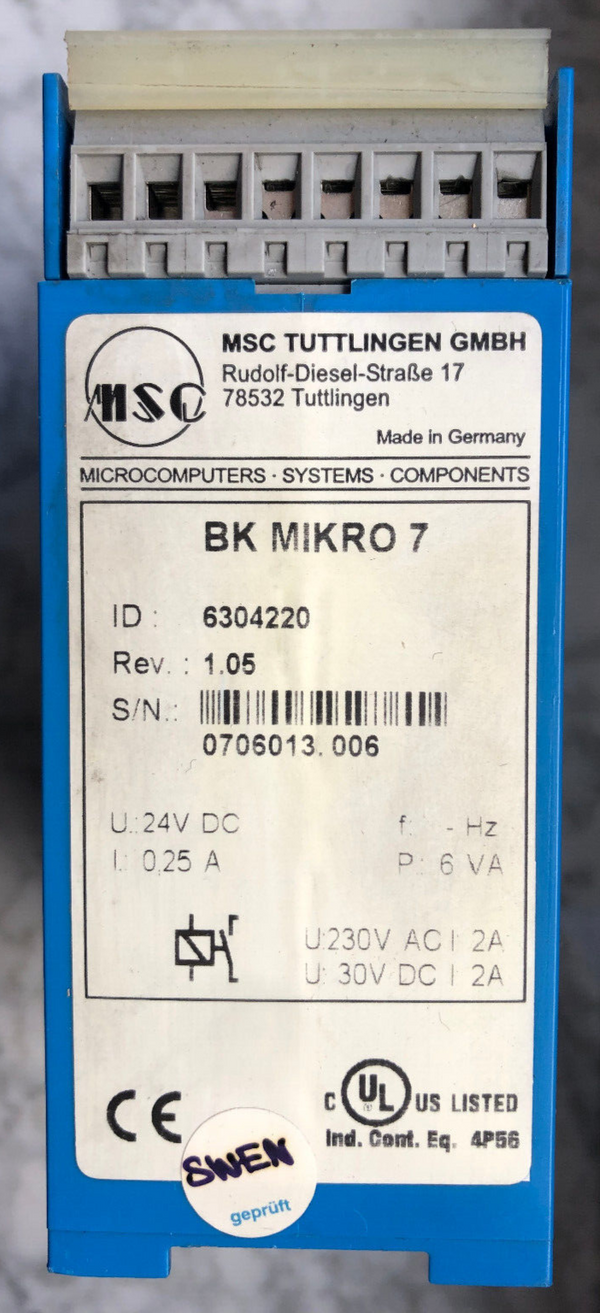 MSC
MSC TUTTLINGEN GMBH
Rudolf-Diesel-Straße 17
78532 Tuttlingen
Made in Germany
MICROCOMPUTERS · SYSTEMS · COMPONENTS
BK MIKRO 7
ID : 6304220
Rev. : 1.05
S/N.:
0706013.006
U.:24V DC f. - Hz
I.: 0,25 A P.: 6 VA
U:230V AC I: 2A
U: 30V DC I: 2A
CE
C UL US LISTED
Ind. Cont. Eq. 4P56
SWEN
geprüft